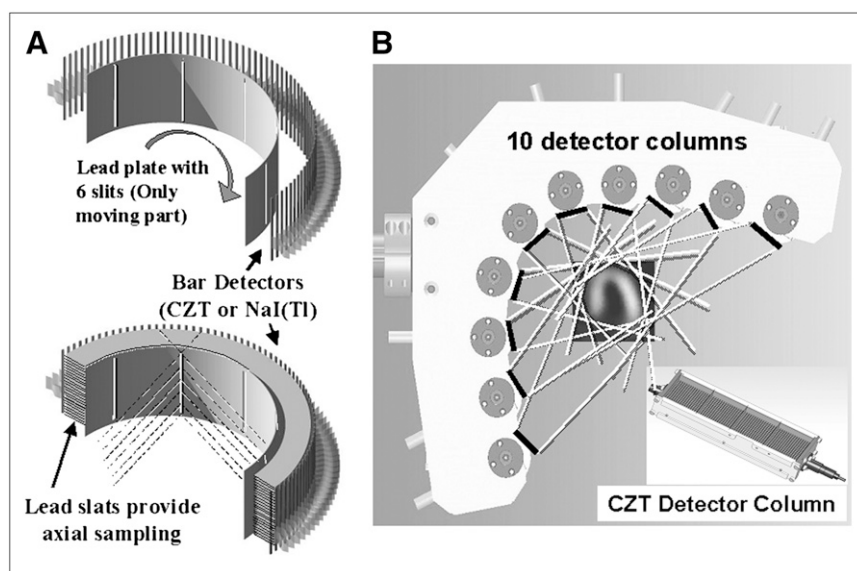 A
Lead plate with
6 slits (Only
moving part)
Bar Detectors
(CZT or NaI(Tl)
Lead slats provide
axial sampling
B
10 detector columns
CZT Detector Column